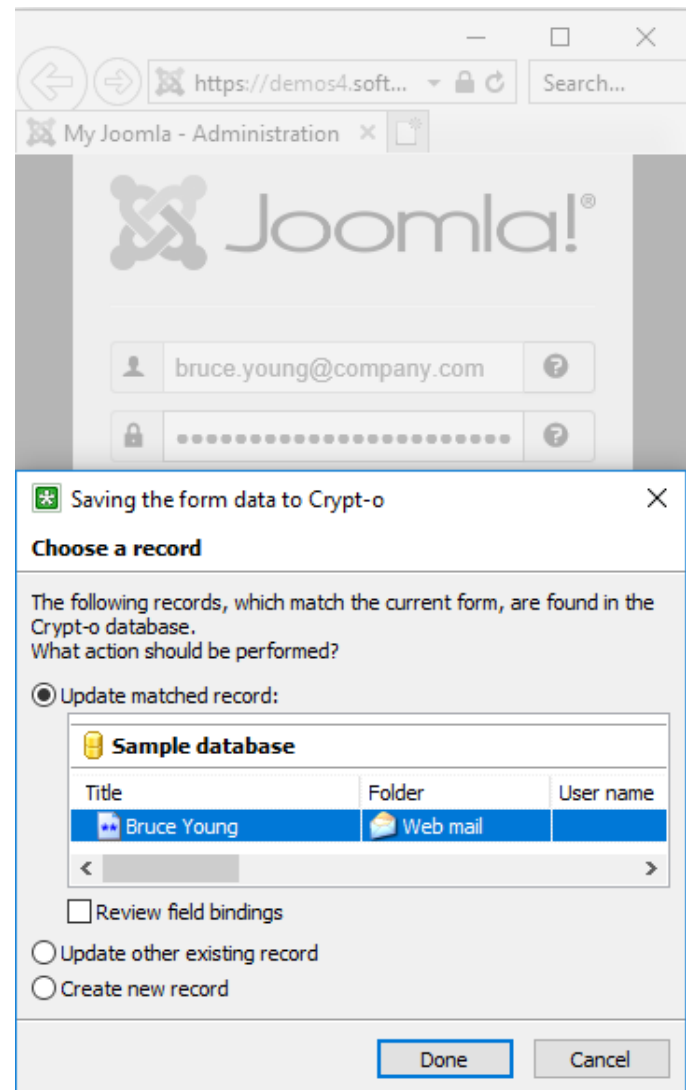 https://demos4.soft...
Search...
My Joomla - Administration
Joomla!®
bruce.young@company.com
Saving the form data to Crypt-o
Choose a record
The following records, which match the current form, are found in the
Crypt-o database.
What action should be performed?
Update matched record:
Sample database
Title Folder User name
Bruce Young Web mail
Review field bindings
Update other existing record
Create new record
Done Cancel